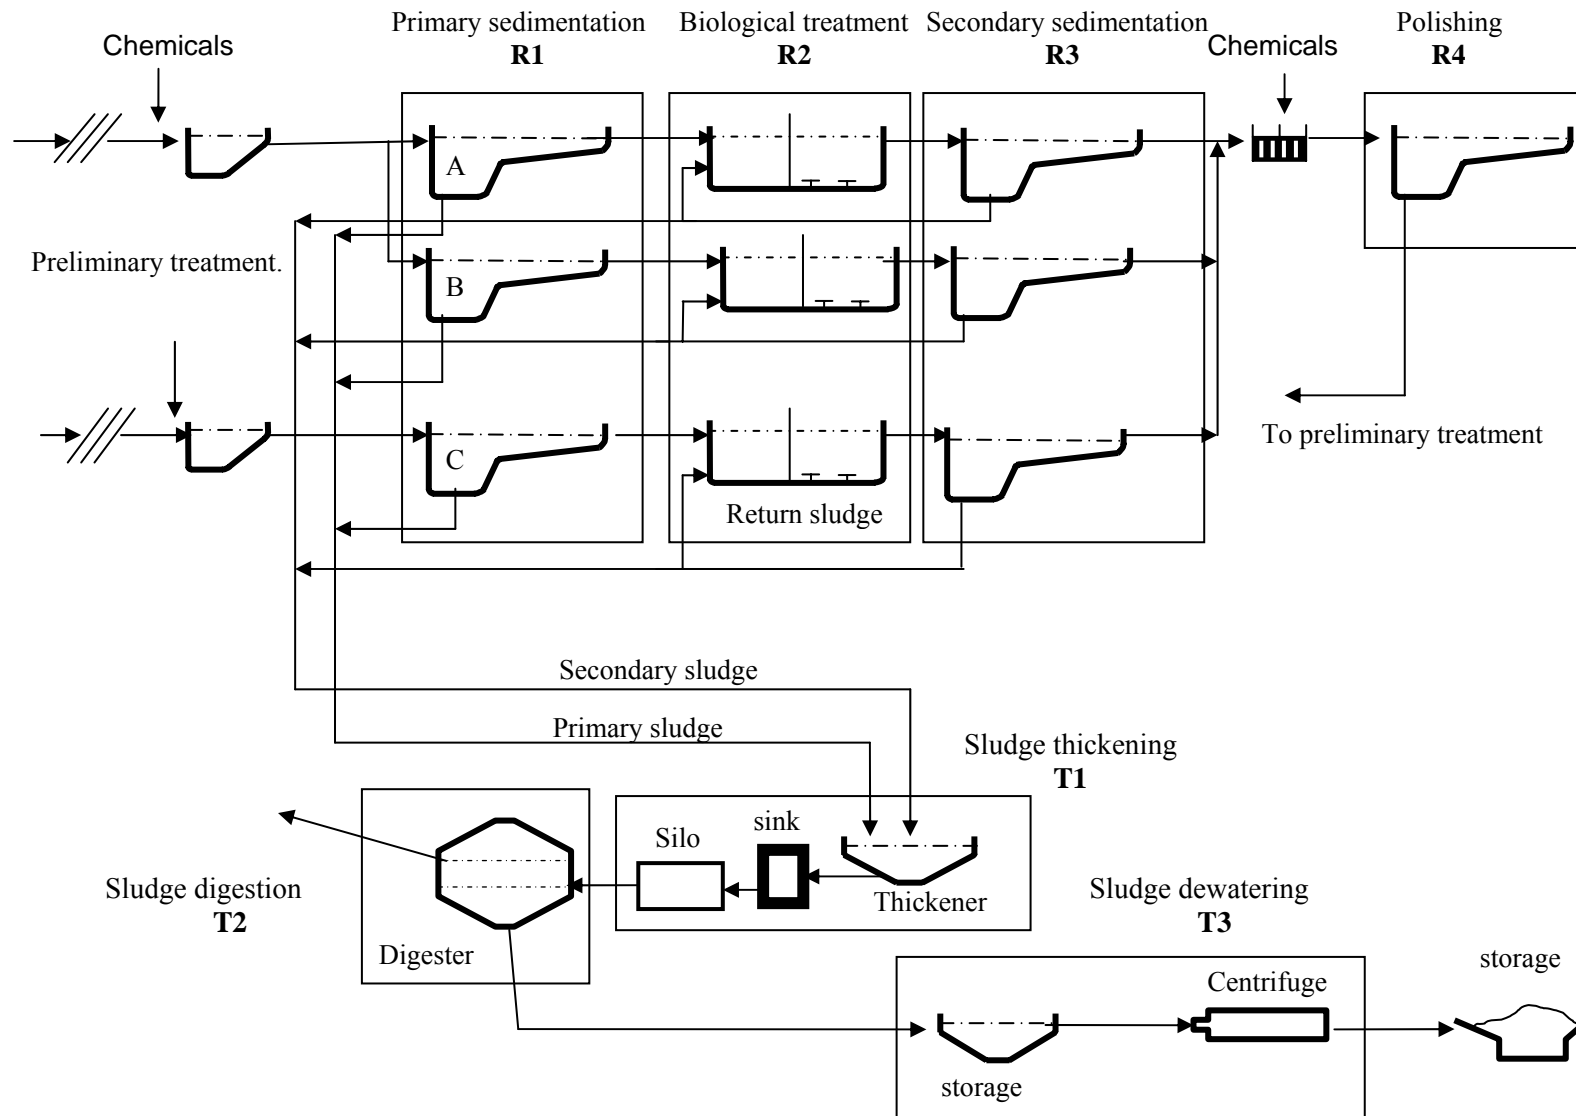 Primary sedimentation
R1
Biological treatment
R2
Secondary sedimentation
R3
Polishing
R4
Chemicals
Chemicals
A
Preliminary treatment.
B
C
Return sludge
To preliminary treatment
Secondary sludge
Primary sludge
Sludge thickening
T1
sink
Silo
Thickener
Sludge digestion
T2
Digester
Sludge dewatering
T3
Centrifuge
storage
storage